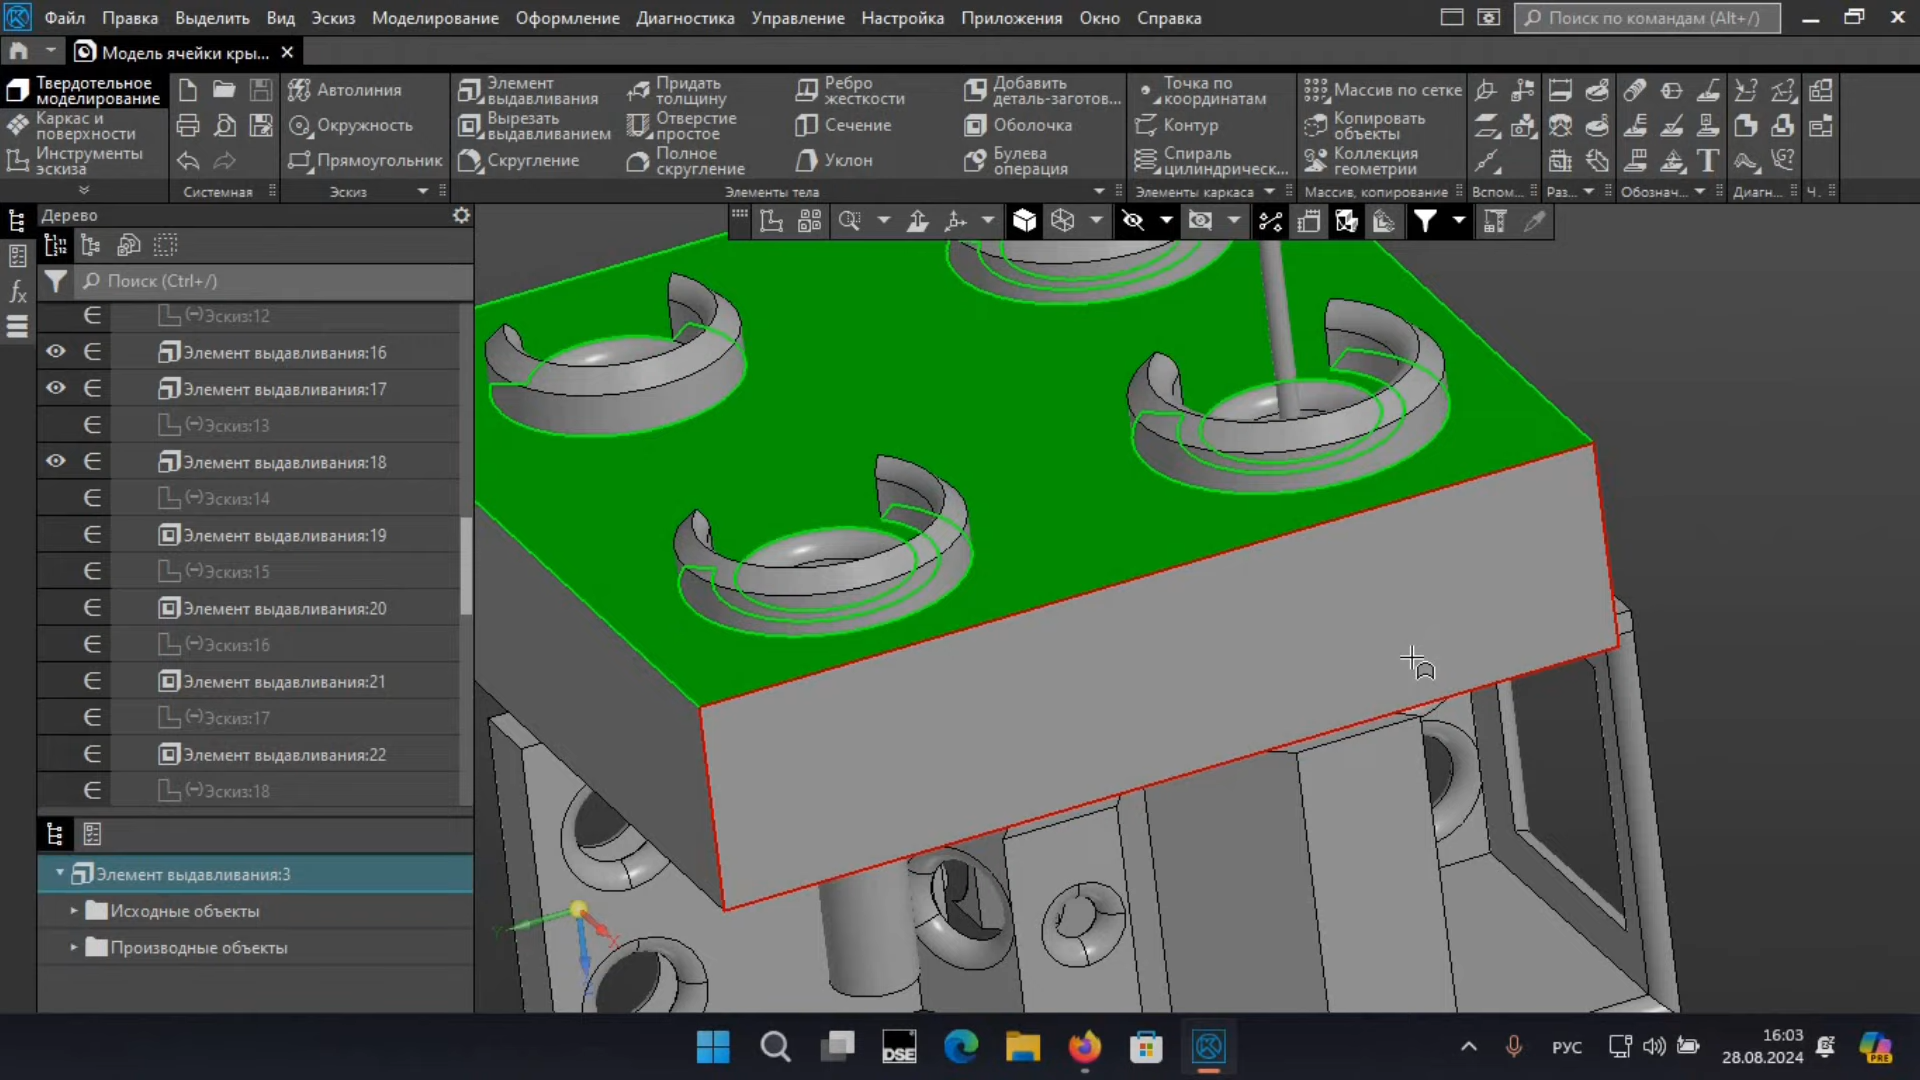 Файл Правка Выделить Вид Эскиз Моделирование Оформление Диагностика Управление Настройка Приложения Окно Справка Поиск по командам (Alt+/)
Модель ячейки кры...
Твердотельное моделирование
Каркас и поверхности
Инструменты эскиза
Системная
Автолиния
Окружность
Прямоугольник
Эскиз
Элемент выдавливания
Вырезать выдавливанием
Скругление
Придать толщину
Отверстие простое
Полное скругление
Ребро жесткости
Сечение
Уклон
Добавить деталь-заготов...
Оболочка
Булева операция
Элементы тела
Точка по координатам
Контур
Спираль цилиндрическ...
Элементы каркаса
Массив по сетке
Копировать объекты
Коллекция геометрии
Массив, копирование
Вспом...
Раз...
Обознач...
Диагн...
Ч..
Дерево
Поиск (Ctrl+/)
(−)Эскиз:12
Элемент выдавливания:16
Элемент выдавливания:17
(−)Эскиз:13
Элемент выдавливания:18
(−)Эскиз:14
Элемент выдавливания:19
(−)Эскиз:15
Элемент выдавливания:20
(−)Эскиз:16
Элемент выдавливания:21
(−)Эскиз:17
Элемент выдавливания:22
(−)Эскиз:18
Элемент выдавливания:3
Исходные объекты
Производные объекты
Y
X
Z
DSE
РУС
16:03
28.08.2024
PRE